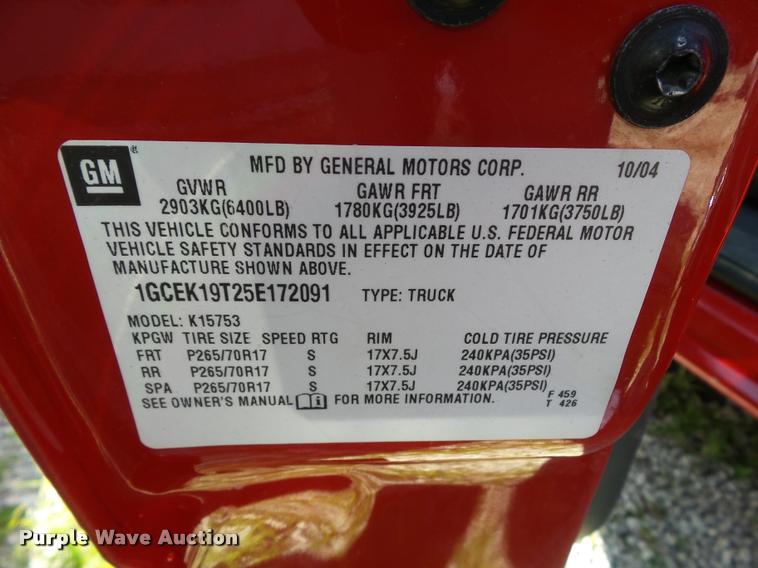 GM
MFD BY GENERAL MOTORS CORP. 10/04
GVWR GAWR FRT GAWR RR
2903KG(6400LB) 1780KG(3925LB) 1701KG(3750LB)
THIS VEHICLE CONFORMS TO ALL APPLICABLE U.S. FEDERAL MOTOR
VEHICLE SAFETY STANDARDS IN EFFECT ON THE DATE OF
MANUFACTURE SHOWN ABOVE.
1GCEK19T25E172091 TYPE: TRUCK
MODEL: K15753
KPGW TIRE SIZE SPEED RTG RIM COLD TIRE PRESSURE
FRT P265/70R17 S 17X7.5J 240KPA(35PSI)
RR P265/70R17 S 17X7.5J 240KPA(35PSI)
SPA P265/70R17 S 17X7.5J 240KPA(35PSI)
SEE OWNER'S MANUAL i FOR MORE INFORMATION.
F 459
T 426
Purple Wave Auction